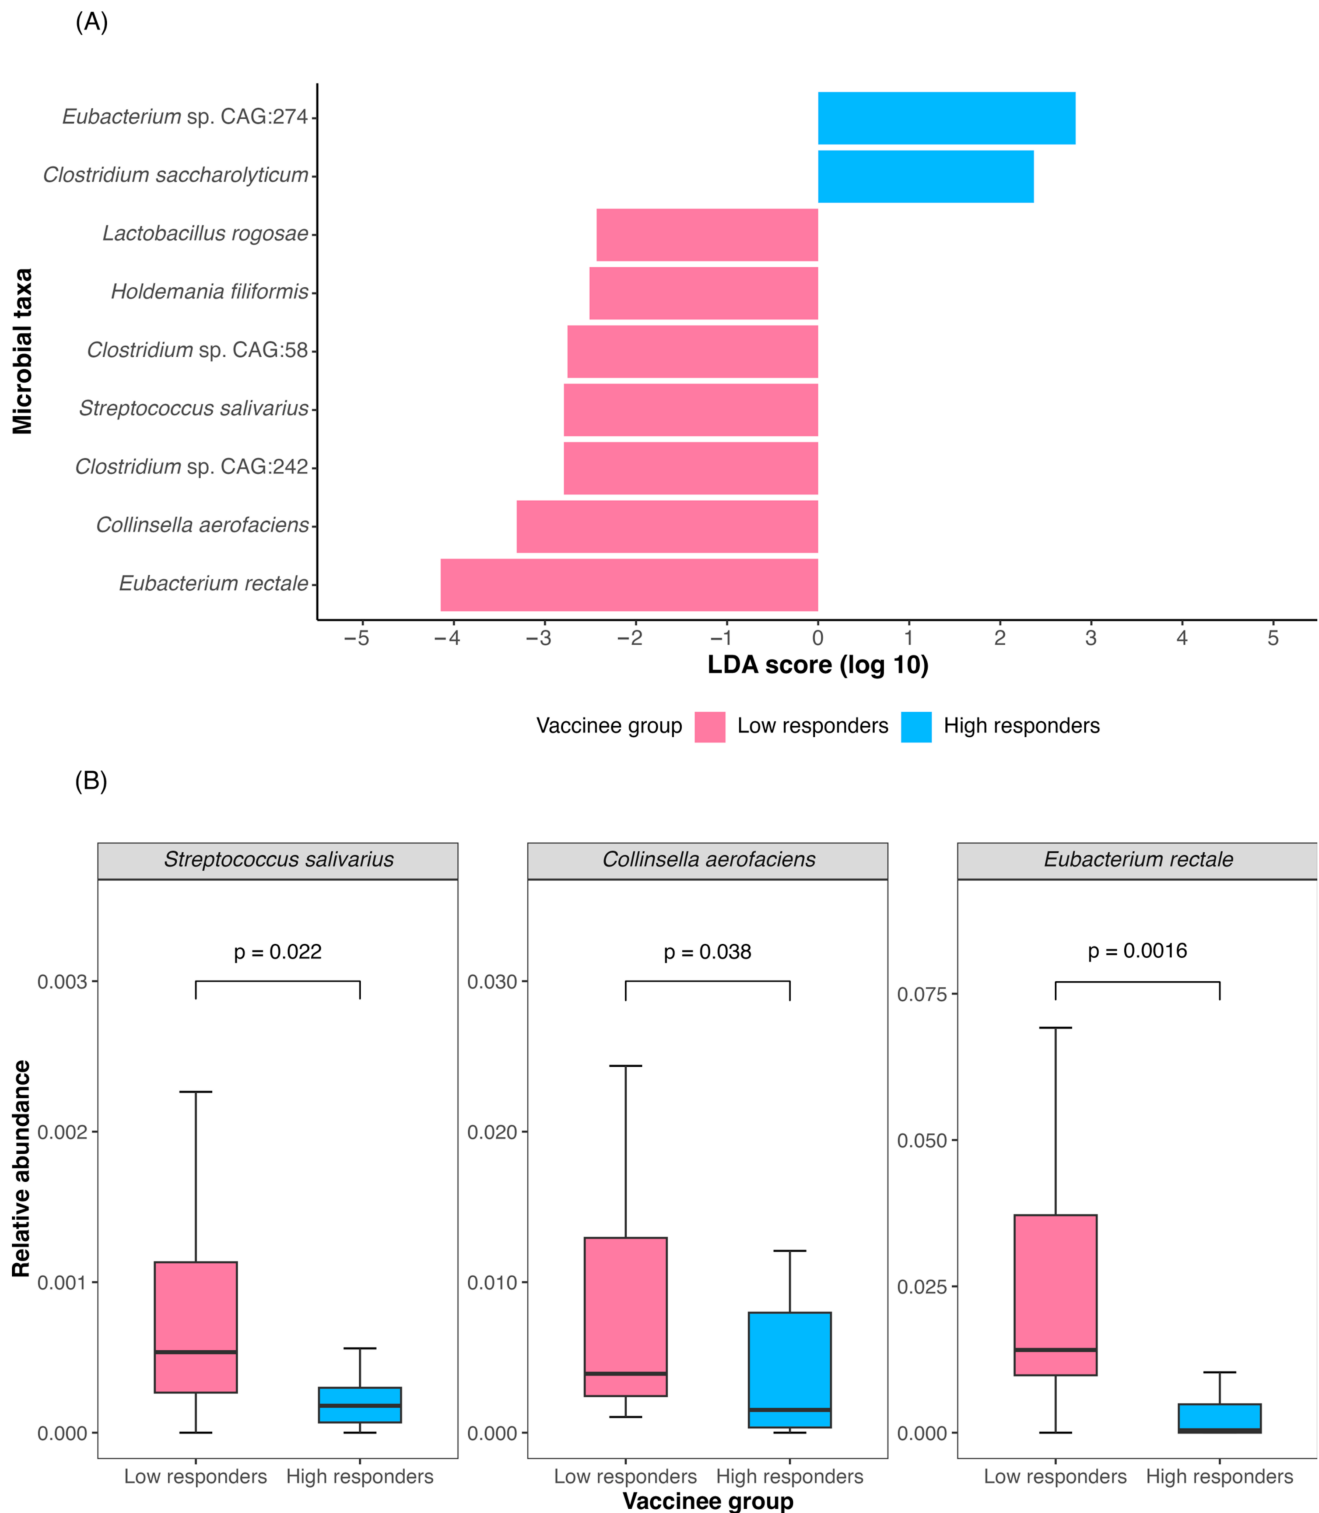 (A)
Microbial taxa
Eubacterium sp. CAG:274
Clostridium saccharolyticum
Lactobacillus rogosae
Holdemania filiformis
Clostridium sp. CAG:58
Streptococcus salivarius
Clostridium sp. CAG:242
Collinsella aerofaciens
Eubacterium rectale
−5 −4 −3 −2 −1 0 1 2 3 4 5
LDA score (log 10)
Vaccinee group Low responders High responders
(B)
Relative abundance
Streptococcus salivarius
p = 0.022
0.003
0.002
0.001
0.000
Low responders High responders
Collinsella aerofaciens
p = 0.038
0.030
0.020
0.010
0.000
Low responders High responders
Eubacterium rectale
p = 0.0016
0.075
0.050
0.025
0.000
Low responders High responders
Vaccinee group